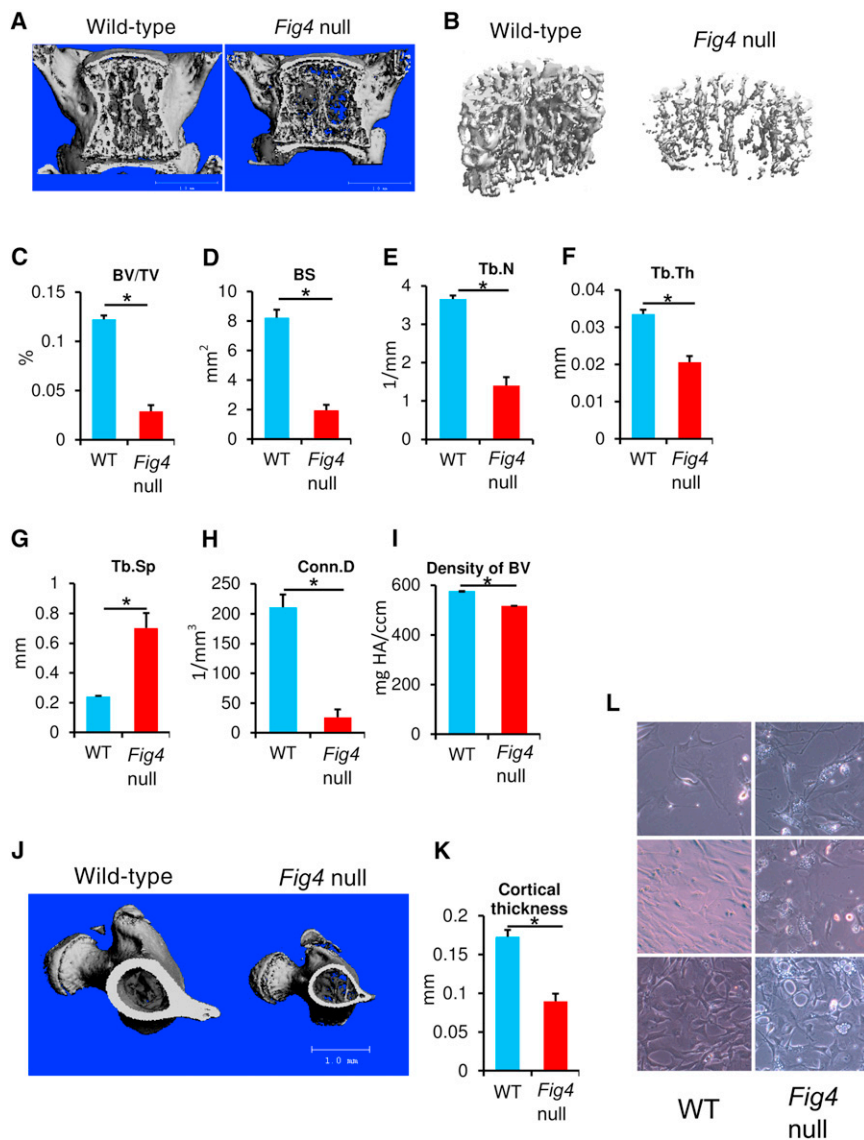 A
Wild-type
Fig4 null
1.0 mm
1.0 mm
B
Wild-type
Fig4 null
C
BV/TV
*
0.15
0.1
0.05
0
%
WT
Fig4
null
D
BS
*
10
8
6
4
2
0
mm²
WT
Fig4
null
E
Tb.N
*
4
3
2
1
0
1/mm
WT
Fig4
null
F
Tb.Th
*
0.04
0.03
0.02
0.01
0
mm
WT
Fig4
null
G
Tb.Sp
*
1
0.8
0.6
0.4
0.2
0
mm
WT
Fig4
null
H
Conn.D
*
250
200
150
100
50
0
1/mm³
WT
Fig4
null
I
Density of BV
*
600
400
200
0
mg HA/ccm
WT
Fig4
null
J
Wild-type
Fig4 null
1.0 mm
K
Cortical
thickness
*
0.2
0.15
0.1
0.05
0
mm
WT
Fig4
null
L
WT
Fig4
null